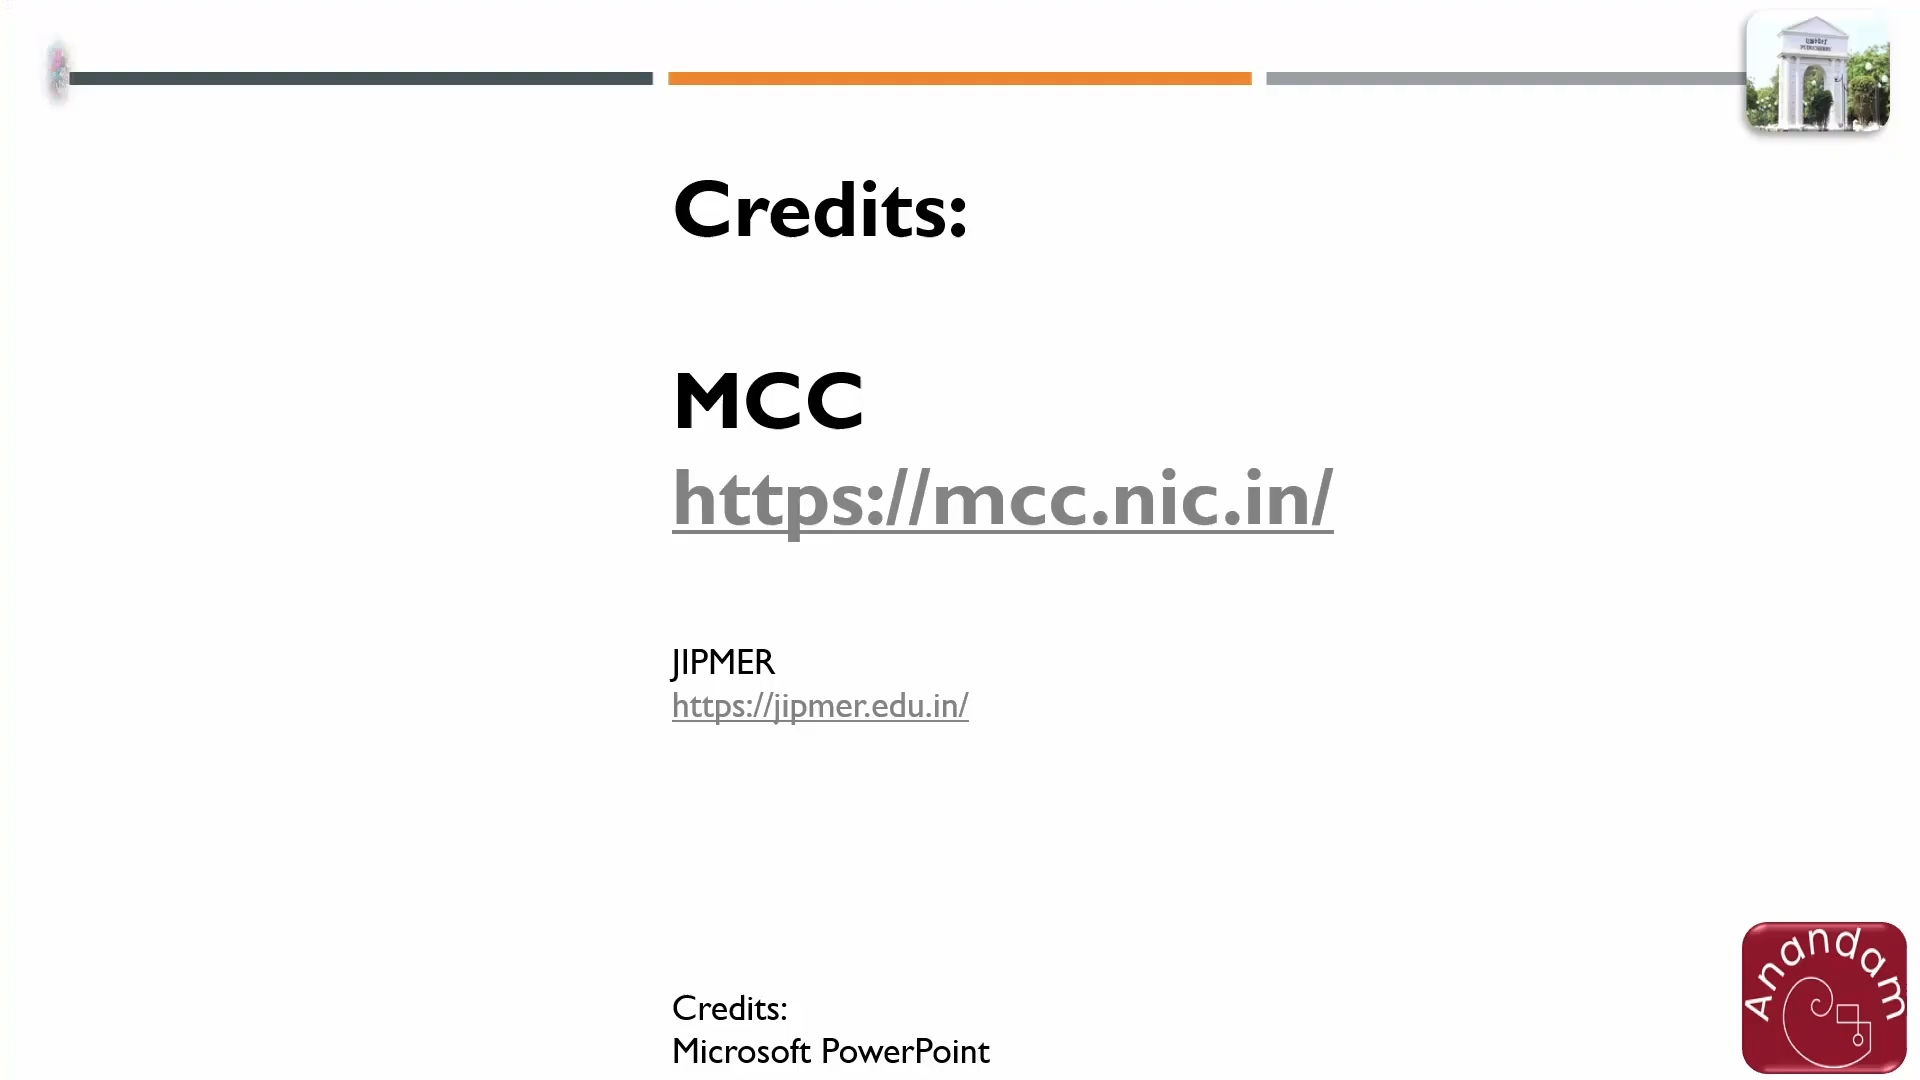 Credits:
MCC
https://mcc.nic.in/
JIPMER
https://jipmer.edu.in/
Credits:
Microsoft PowerPoint
Anandam